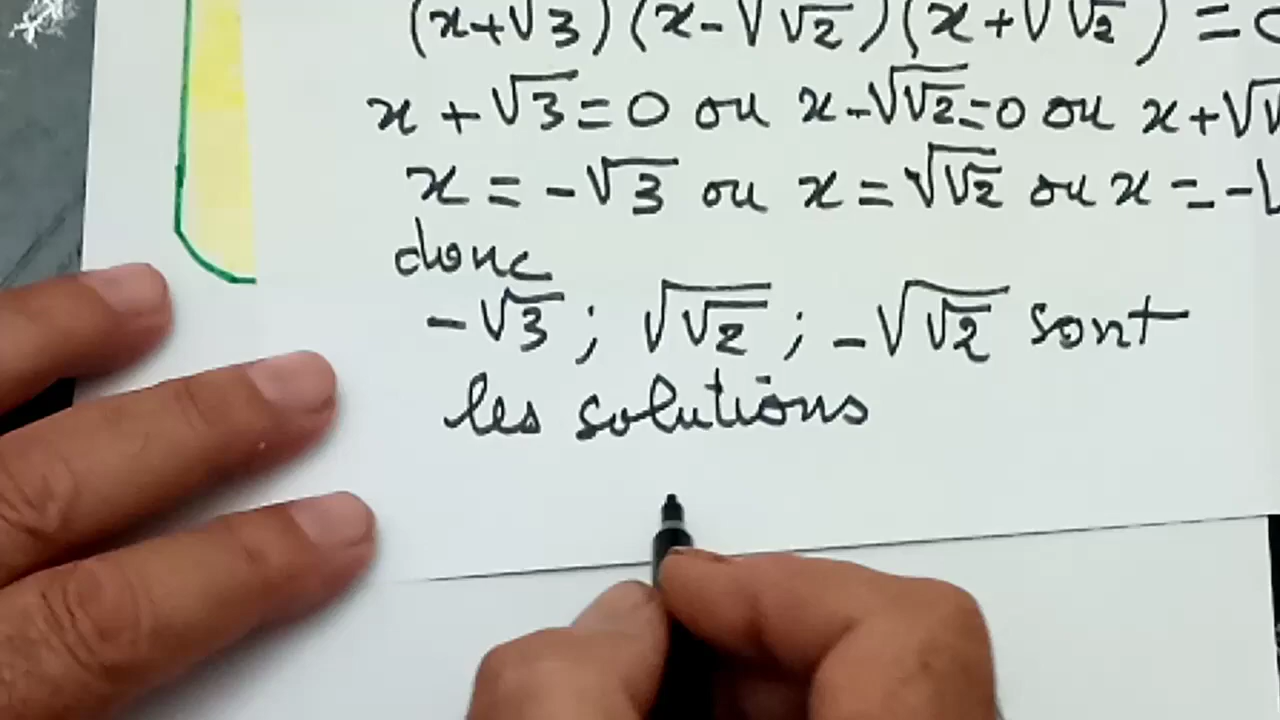 (x+√3)(x-√√2)(x+√√2)=0
x+√3=0 ou x-√√2=0 ou x+√√
x=-√3 ou x=√√2 ou x=-√
donc
-√3; √√2; -√√2 sont
les solutions